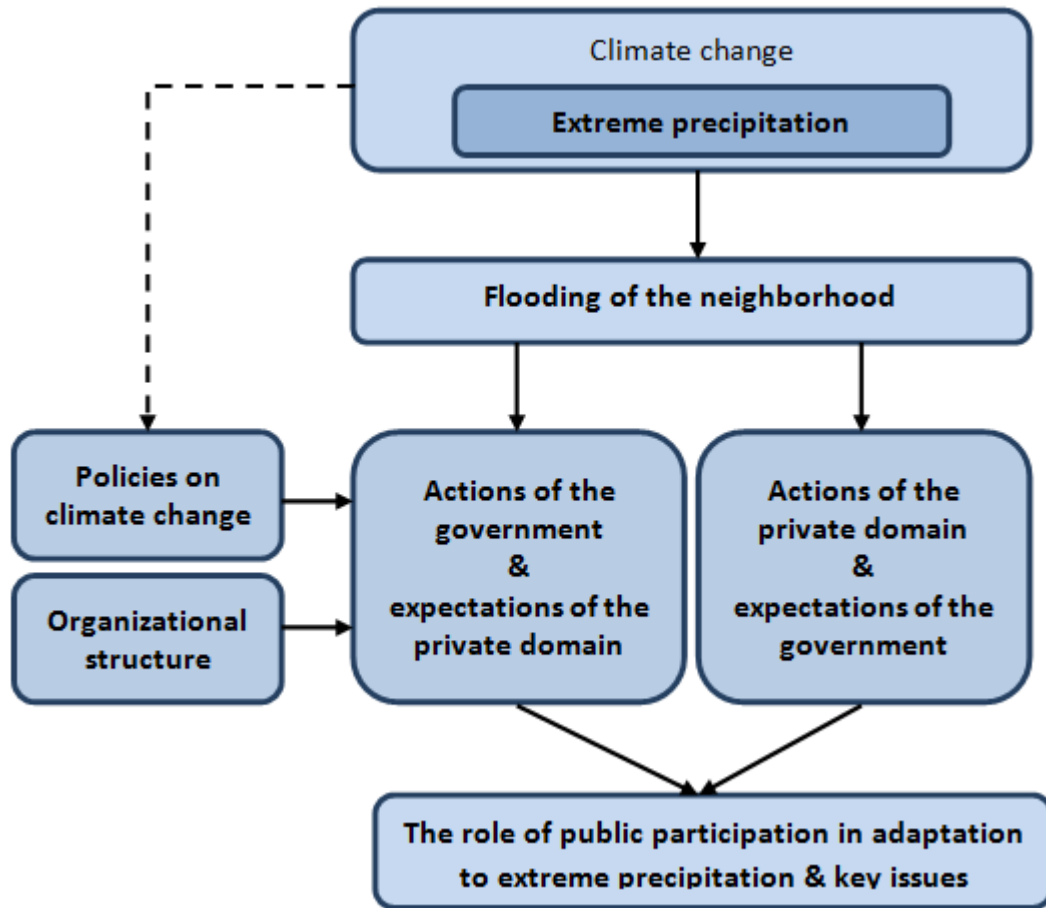 Climate change
Extreme precipitation
Flooding of the neighborhood
Policies on
climate change
Organizational
structure
Actions of the
government
&
expectations of the
private domain
Actions of the
private domain
&
expectations of the
government
The role of public participation in adaptation
to extreme precipitation & key issues